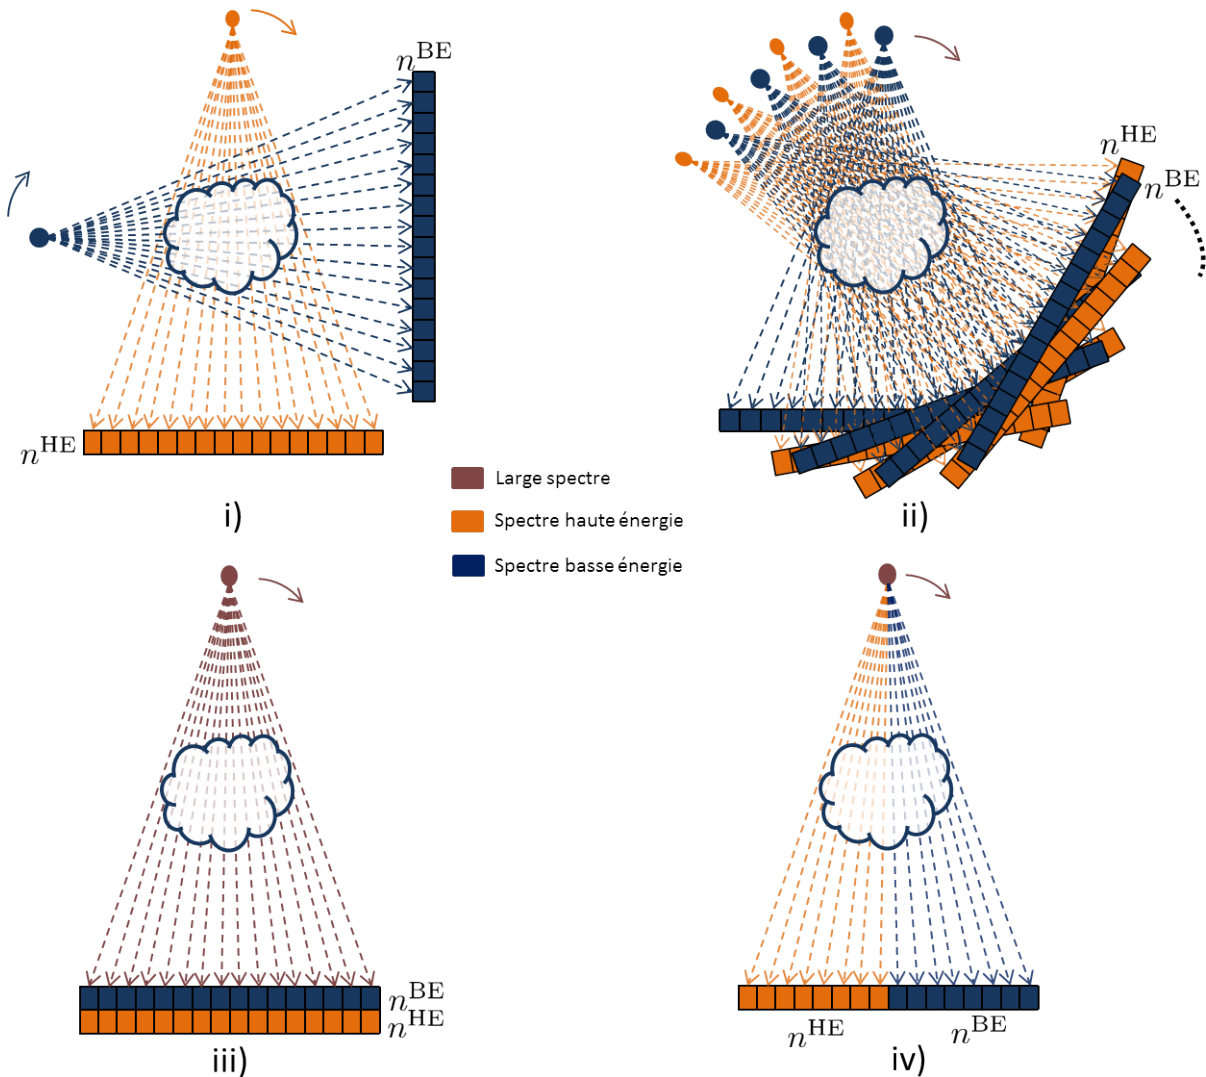 n^BE
n^HE
i)
n^HE
n^BE
ii)
Large spectre
Spectre haute énergie
Spectre basse énergie
n^BE
n^HE
iii)
n^HE
n^BE
iv)